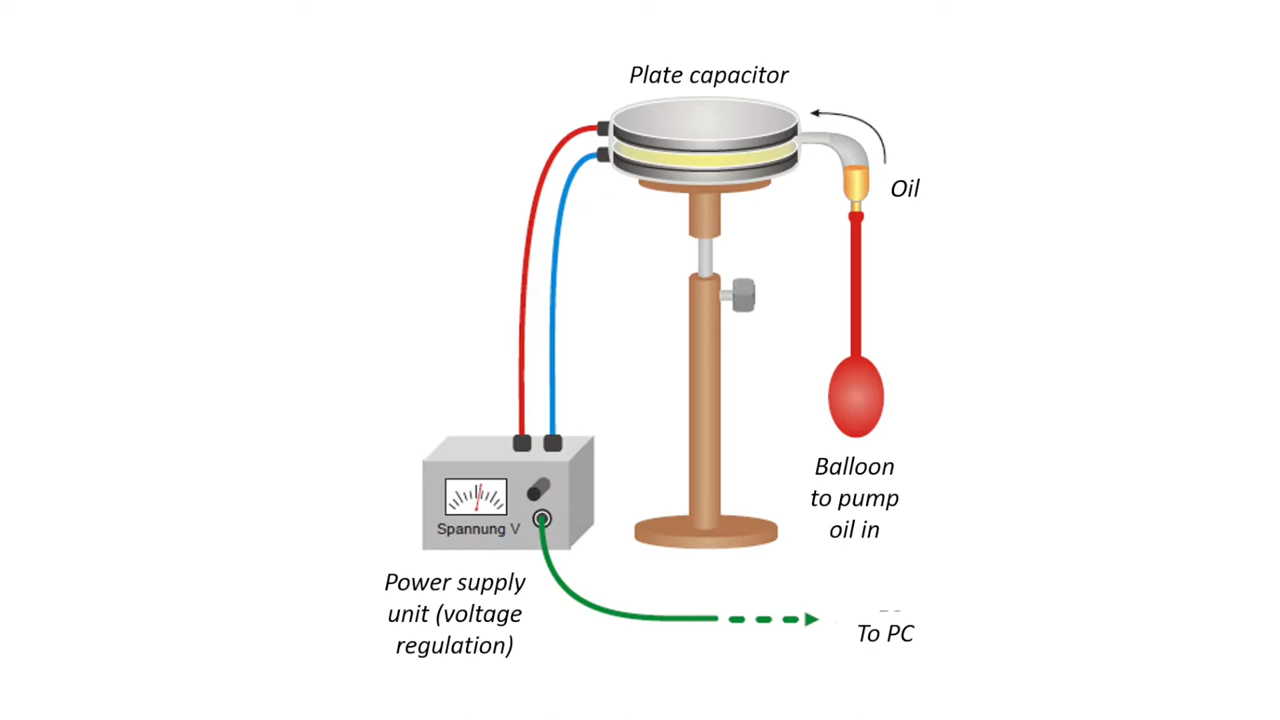 Plate capacitor
Oil
Balloon
to pump
oil in
Spannung V
Power supply
unit (voltage
regulation)
To PC